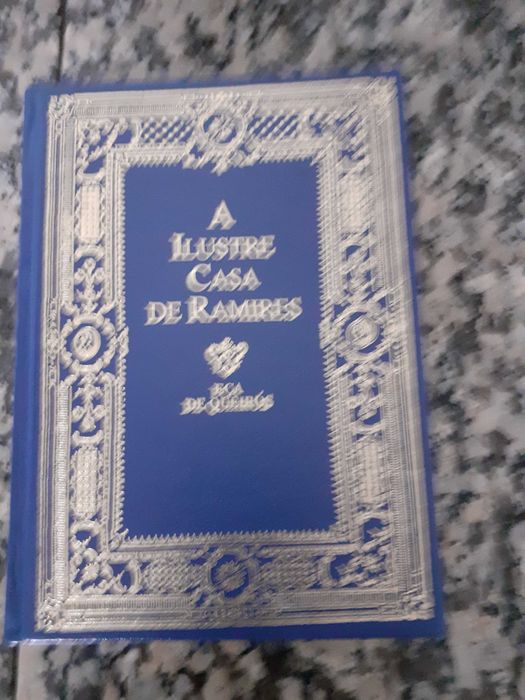 A
ILUSTRE
CASA
DE RAMIRES
EÇA
DE QUEIRÓS